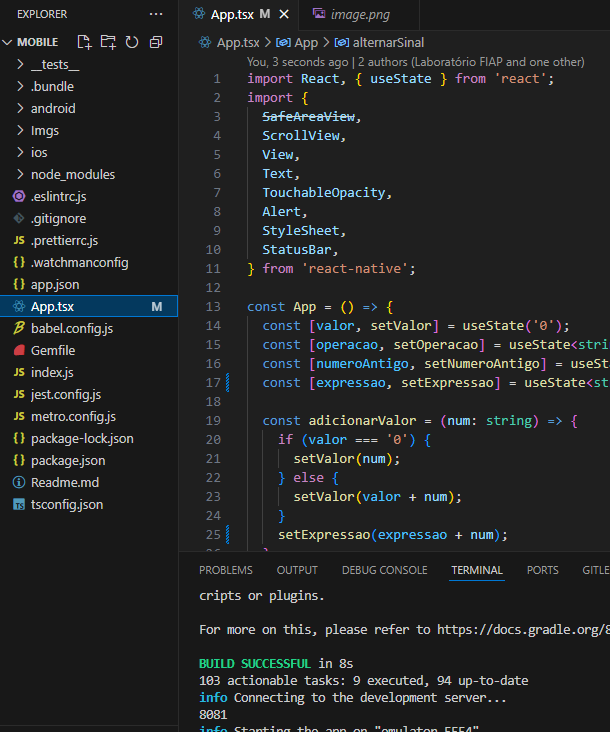 EXPLORER ...
MOBILE
__tests__
.bundle
android
Imgs
ios
node_modules
.eslintrc.js
.gitignore
JS .prettierrc.js
{} .watchmanconfig
{} app.json
App.tsx M
babel.config.js
Gemfile
JS index.js
JS jest.config.js
JS metro.config.js
{} package-lock.json
{} package.json
Readme.md
TS tsconfig.json
App.tsx M
image.png
App.tsx > App > alternarSinal
You, 3 seconds ago | 2 authors (Laboratório FIAP and one other)
1 import React, { useState } from 'react';
2 import {
3 SafeAreaView,
4 ScrollView,
5 View,
6 Text,
7 TouchableOpacity,
8 Alert,
9 StyleSheet,
10 StatusBar,
11 } from 'react-native';
12
13 const App = () => {
14 const [valor, setValor] = useState('0');
15 const [operacao, setOperacao] = useState<stri
16 const [numeroAntigo, setNumeroAntigo] = useSta
17 const [expressao, setExpressao] = useState<st
18
19 const adicionarValor = (num: string) => {
20 if (valor === '0') {
21 setValor(num);
22 } else {
23 setValor(valor + num);
24 }
25 setExpressao(expressao + num);
PROBLEMS OUTPUT DEBUG CONSOLE TERMINAL PORTS GITLE
cripts or plugins.
For more on this, please refer to https://docs.gradle.org/8
BUILD SUCCESSFUL in 8s
103 actionable tasks: 9 executed, 94 up-to-date
info Connecting to the development server...
8081
info Starting the app on "emulator-5554"